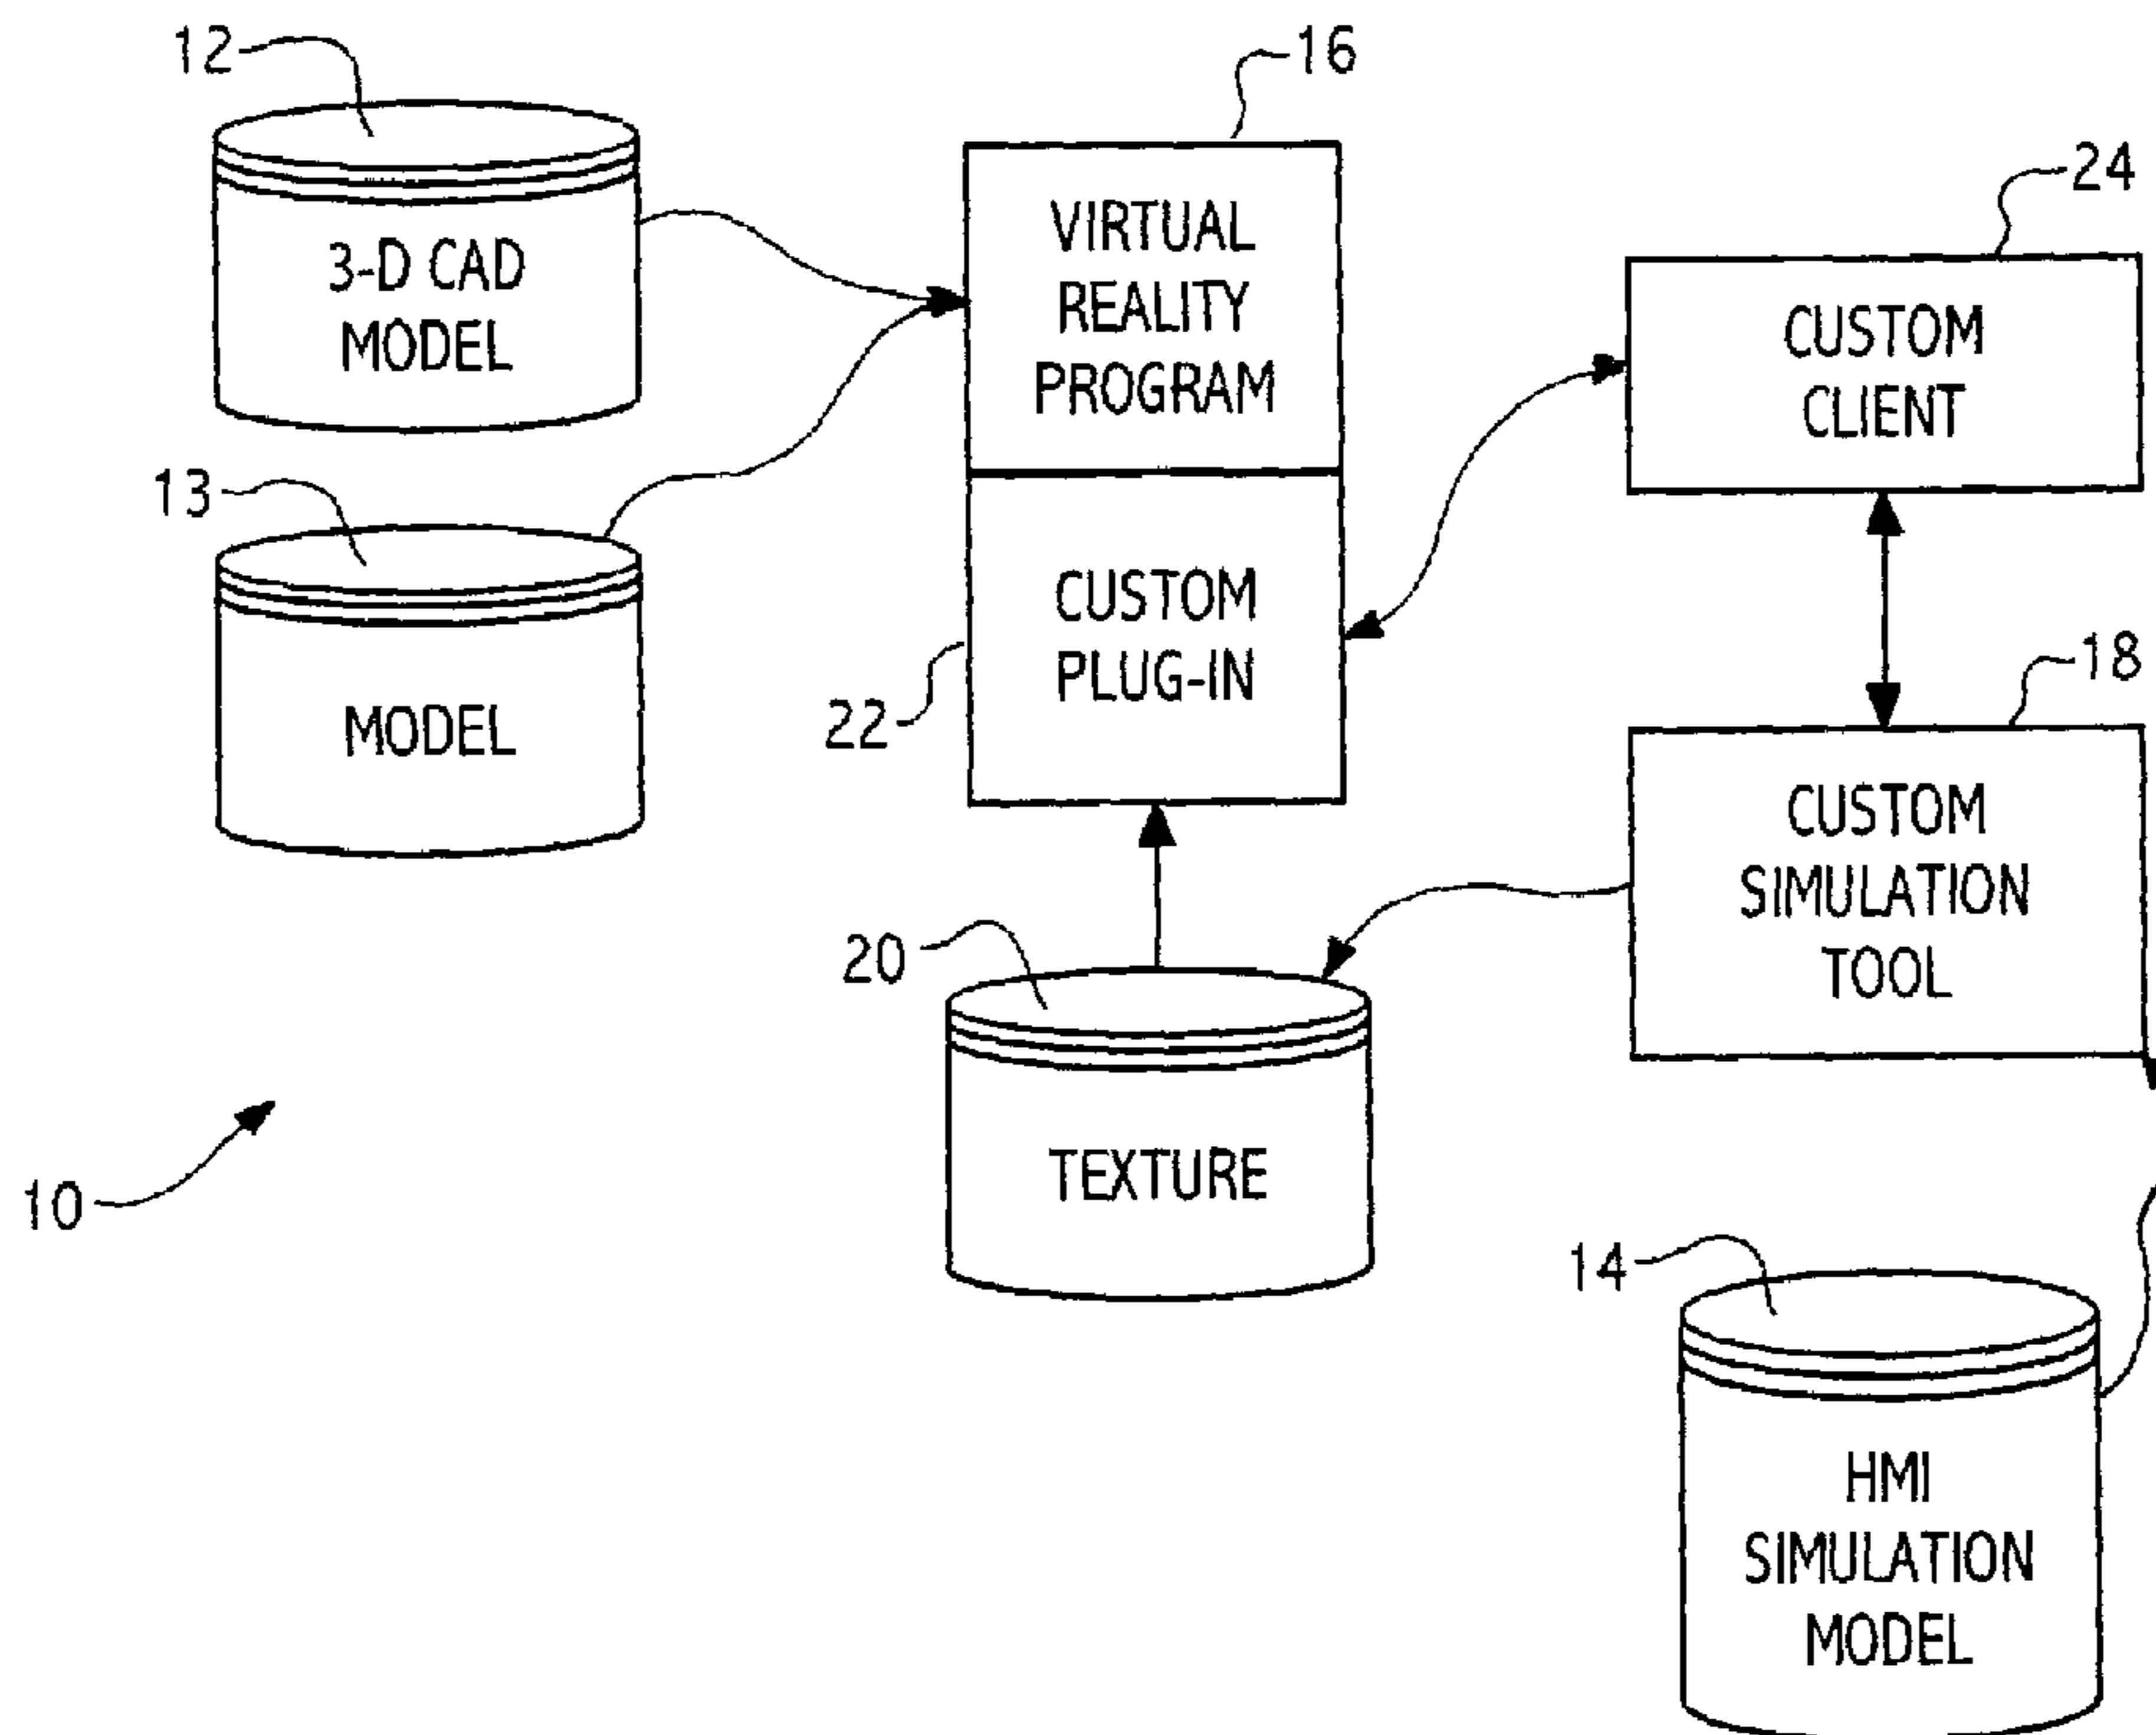 12
3-D CAD
MODEL
13
MODEL
16
VIRTUAL
REALITY
PROGRAM
CUSTOM
PLUG-IN
22
24
CUSTOM
CLIENT
18
CUSTOM
SIMULATION
TOOL
20
TEXTURE
10
14
HMI
SIMULATION
MODEL